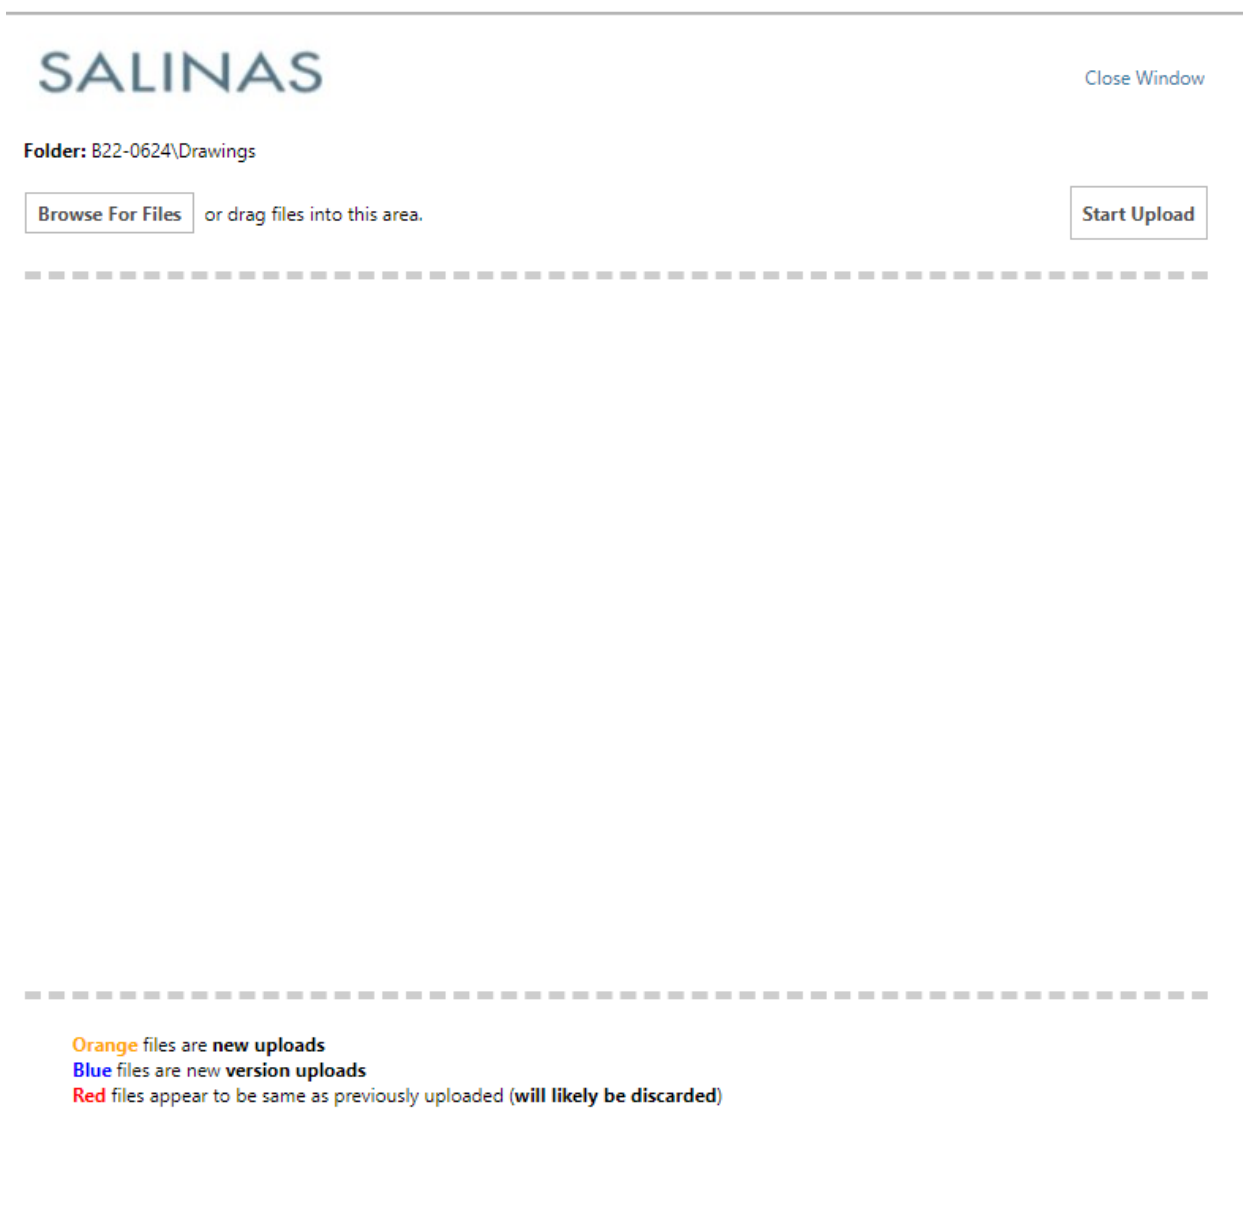 SALINAS
Close Window
Folder: B22-0624\Drawings
Browse For Files or drag files into this area.
Start Upload
Orange files are new uploads
Blue files are new version uploads
Red files appear to be same as previously uploaded (will likely be discarded)